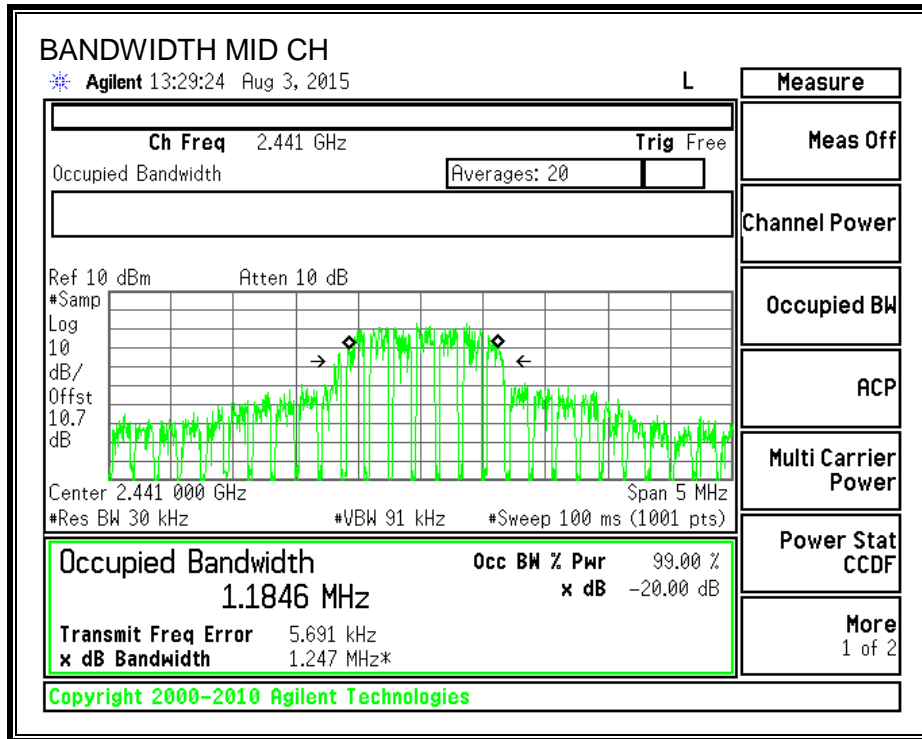 BANDWIDTH MID CH
Agilent 13:29:24 Aug 3, 2015 L
Measure
Ch Freq 2.441 GHz Trig Free
Occupied Bandwidth Averages: 20
Meas Off
Channel Power
Occupied BW
ACP
Multi Carrier
Power
Power Stat
CCDF
More
1 of 2
Ref 10 dBm Atten 10 dB
#Samp
Log
10
dB/
Offst
10.7
dB
Center 2.441 000 GHz Span 5 MHz
#Res BW 30 kHz #VBW 91 kHz #Sweep 100 ms (1001 pts)
Occupied Bandwidth Occ BW % Pwr 99.00 %
1.1846 MHz x dB -20.00 dB
Transmit Freq Error 5.691 kHz
x dB Bandwidth 1.247 MHz*
Copyright 2000-2010 Agilent Technologies